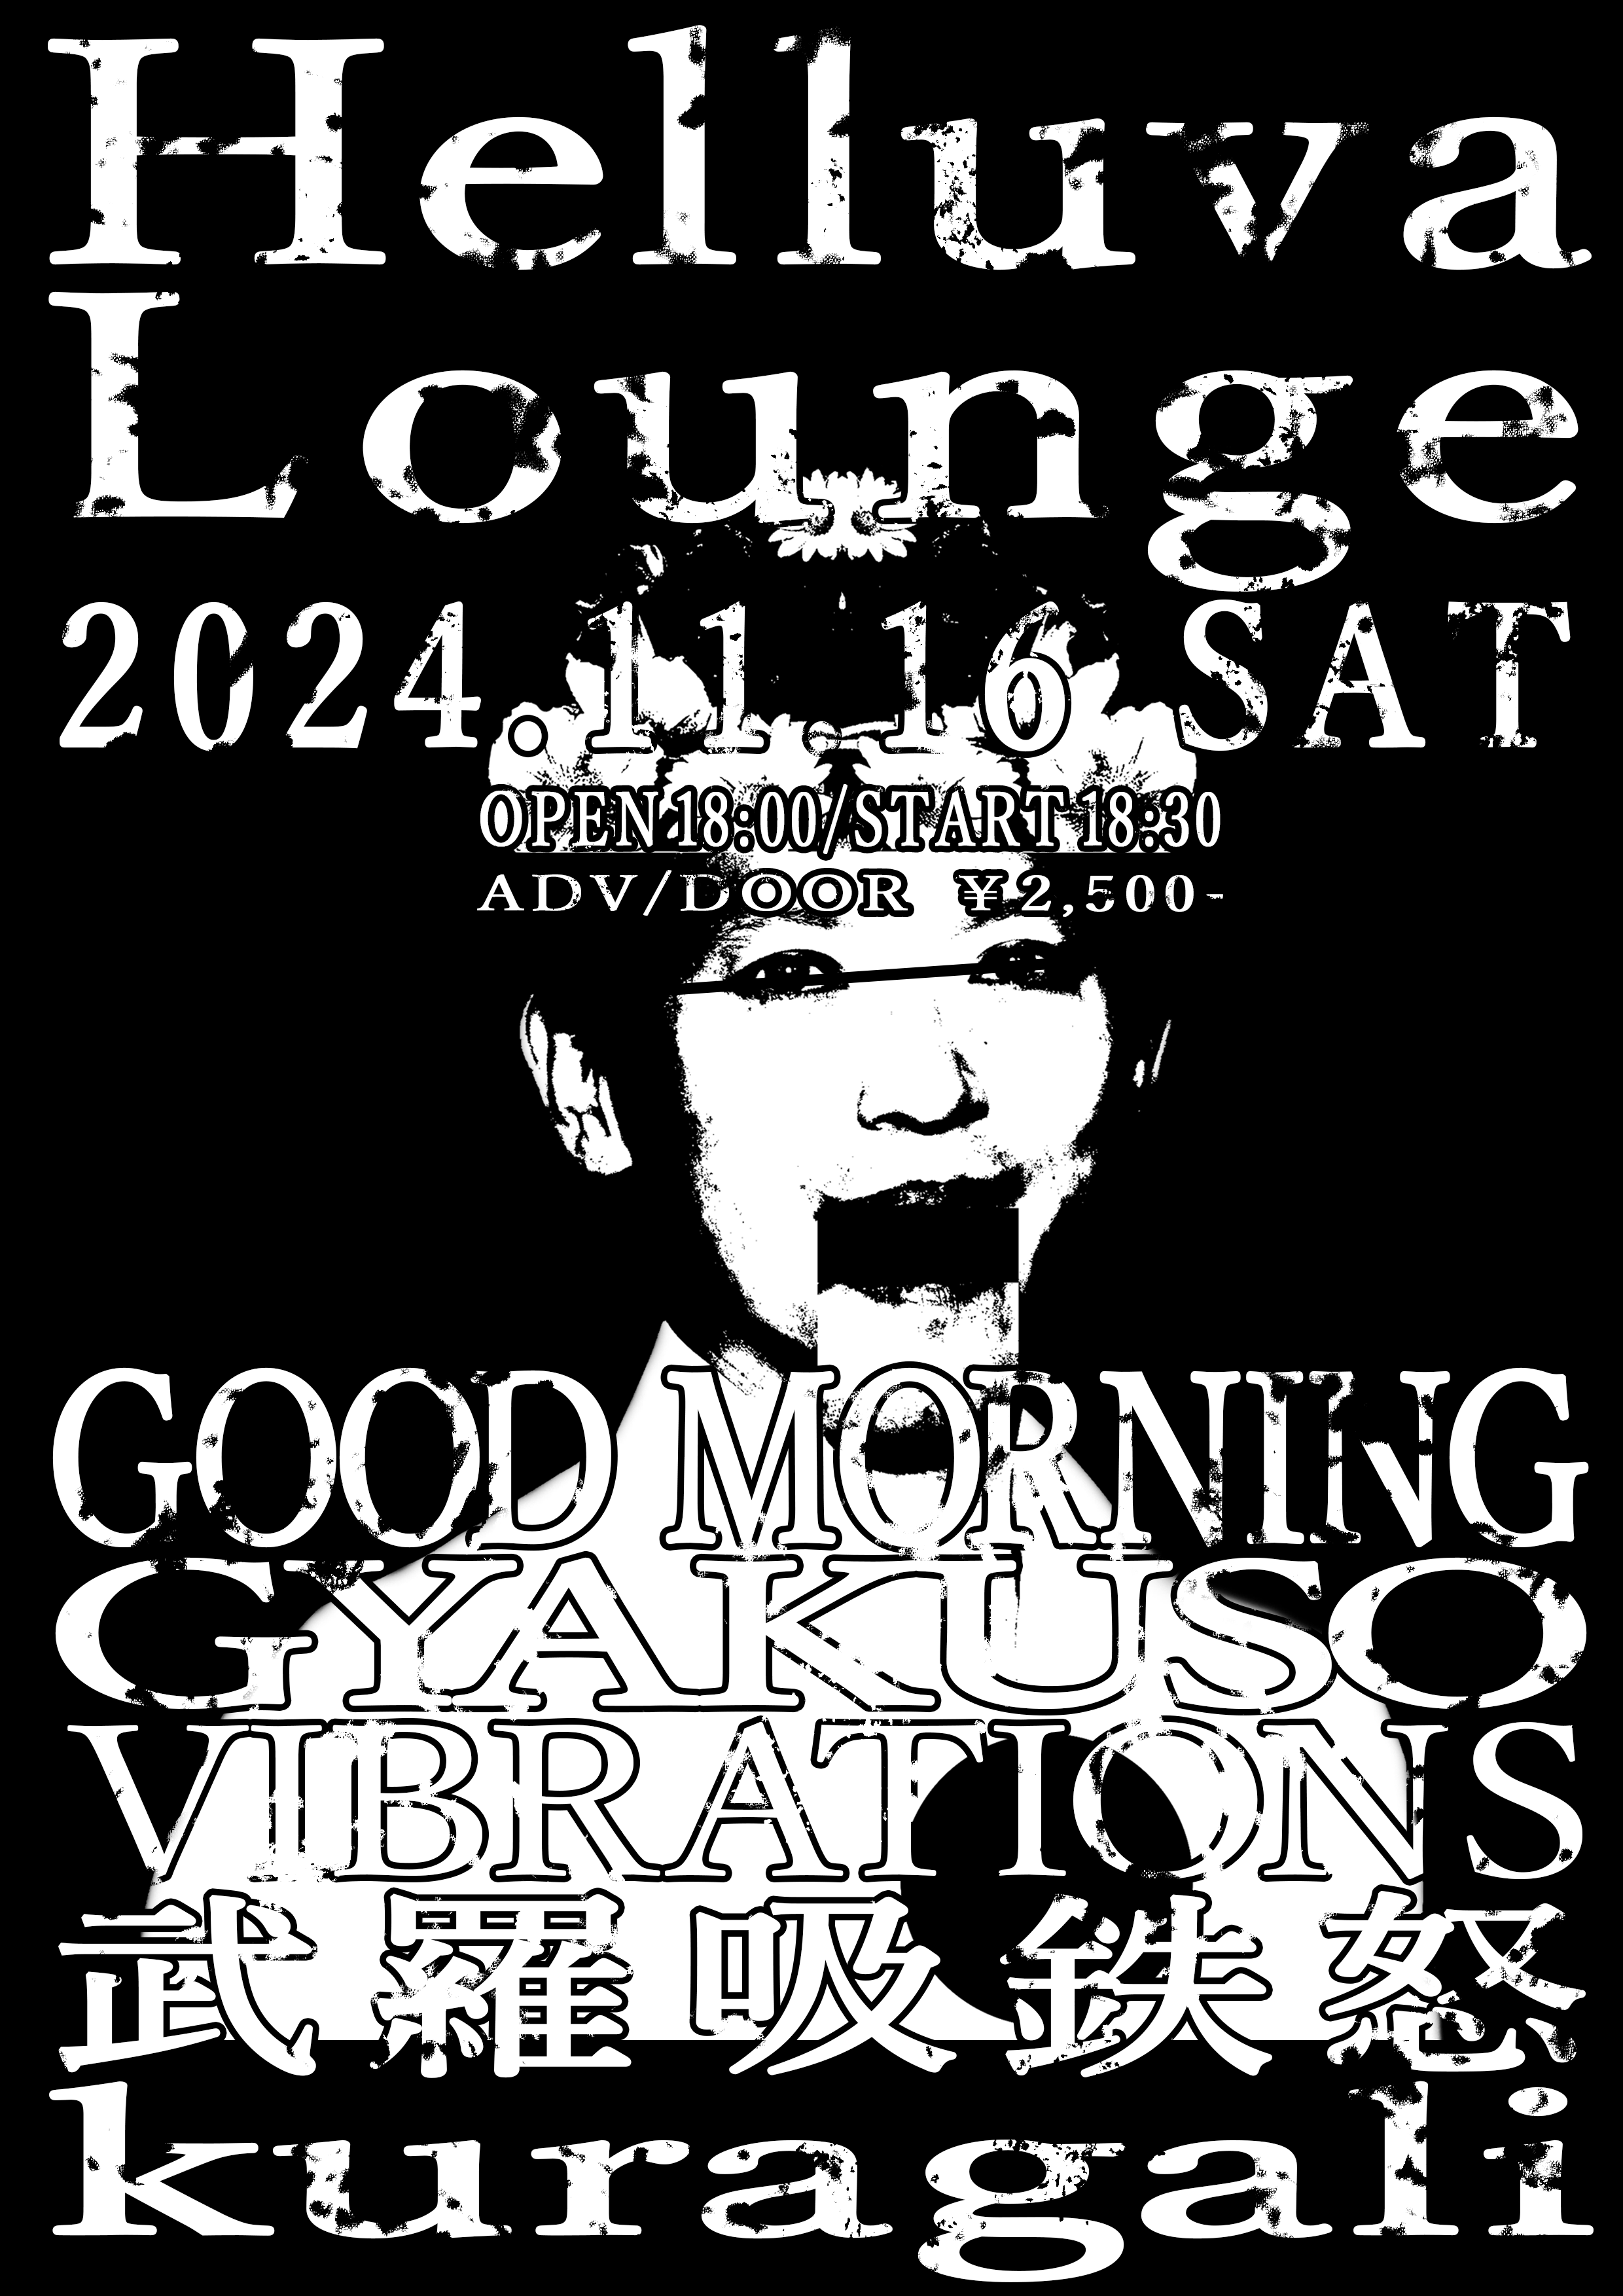 Helluva
Lounge
2024.11.16 SAT
OPEN 18:00/START 18:30
ADV/DOOR ¥2,500-
GOOD MORNING
GYAKUSO
VIBRATIONS
武羅吸鉄怒
kuragali